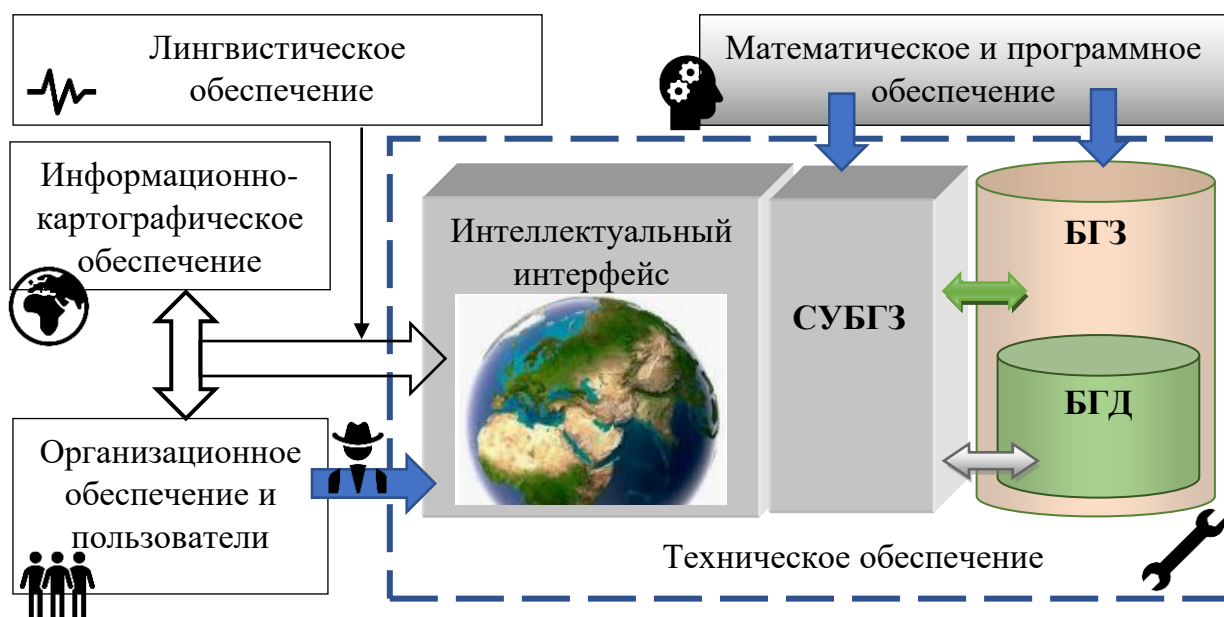 Лингвистическое
обеспечение
Математическое и программное
обеспечение
Информационно-
картографическое
обеспечение
Интеллектуальный
интерфейс
СУБГЗ
БГЗ
БГД
Организационное
обеспечение и
пользователи
Техническое обеспечение